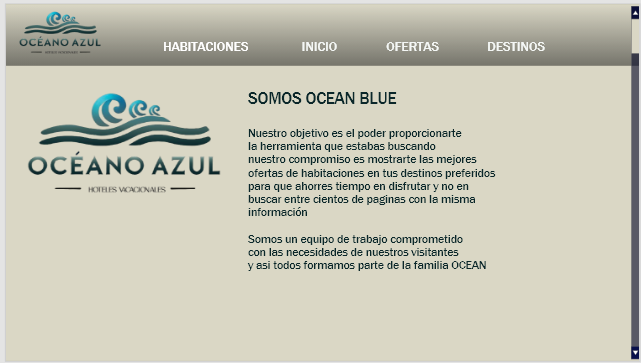 OCÉANO AZUL
HABITACIONES INICIO OFERTAS DESTINOS
SOMOS OCEAN BLUE
OCÉANO AZUL
HOTELES VACACIONALES
Nuestro objetivo es el poder proporcionarte
la herramienta que estabas buscando
nuestro compromiso es mostrarte las mejores
ofertas de habitaciones en tus destinos preferidos
para que ahorres tiempo en disfrutar y no en
buscar entre cientos de paginas con la misma
información
Somos un equipo de trabajo comprometido
con las necesidades de nuestros visitantes
y asi todos formamos parte de la familia OCEAN